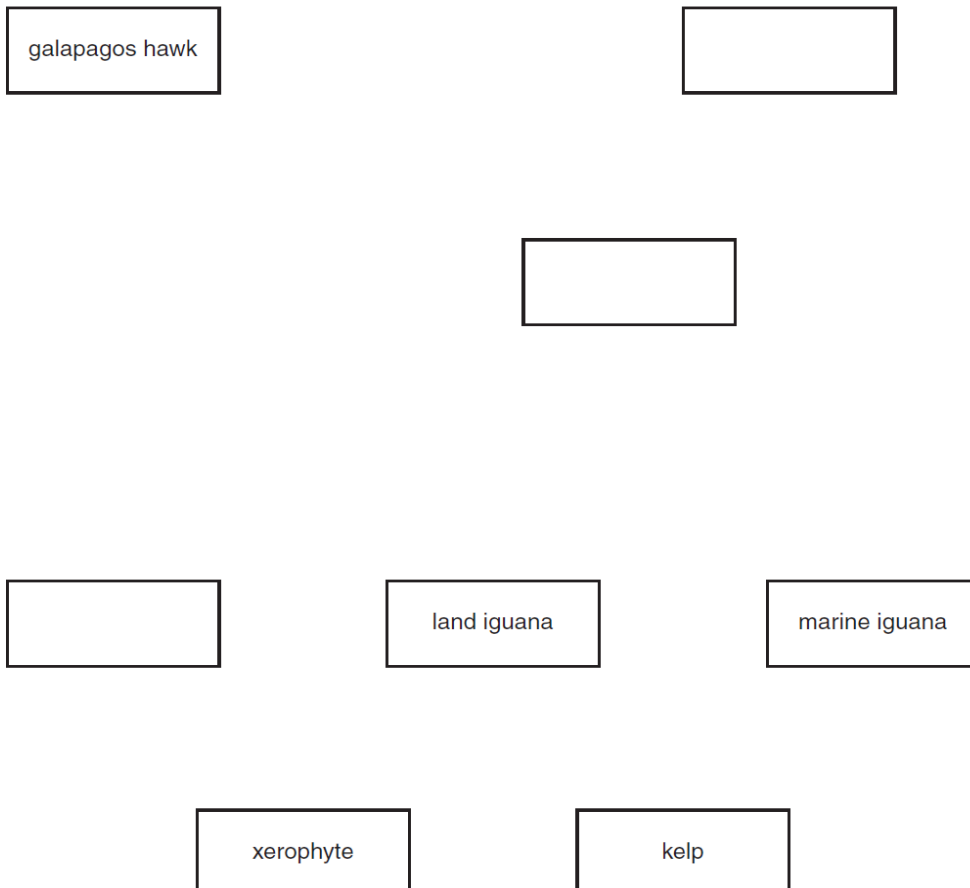 galapagos hawk
land iguana
marine iguana
xerophyte
kelp